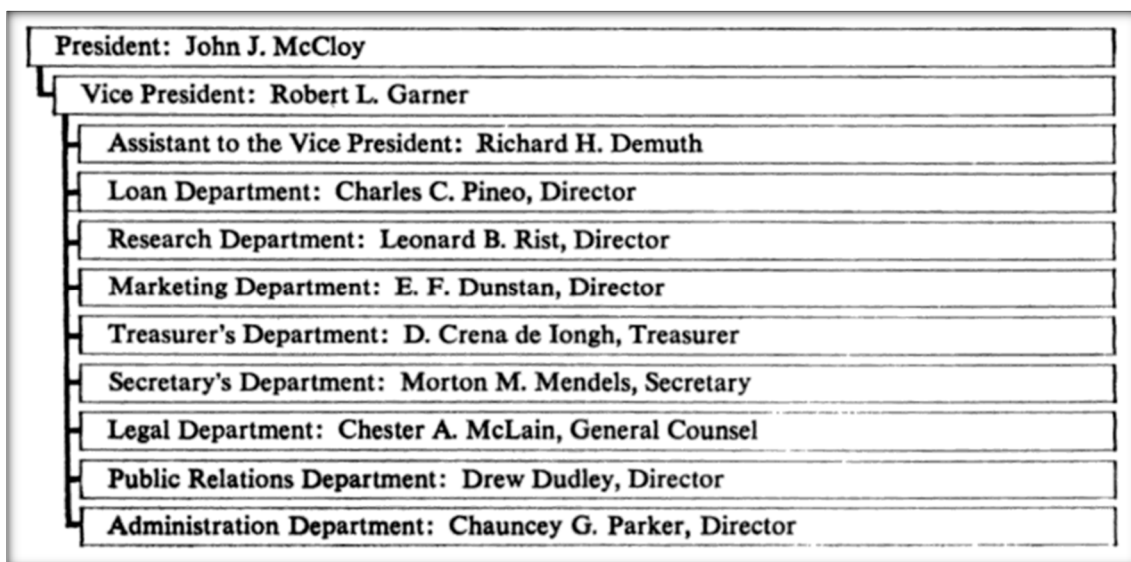 President: John J. McCloy
Vice President: Robert L. Garner
Assistant to the Vice President: Richard H. Demuth
Loan Department: Charles C. Pineo, Director
Research Department: Leonard B. Rist, Director
Marketing Department: E. F. Dunstan, Director
Treasurer's Department: D. Crena de Iongh, Treasurer
Secretary's Department: Morton M. Mendels, Secretary
Legal Department: Chester A. McLain, General Counsel
Public Relations Department: Drew Dudley, Director
Administration Department: Chauncey G. Parker, Director